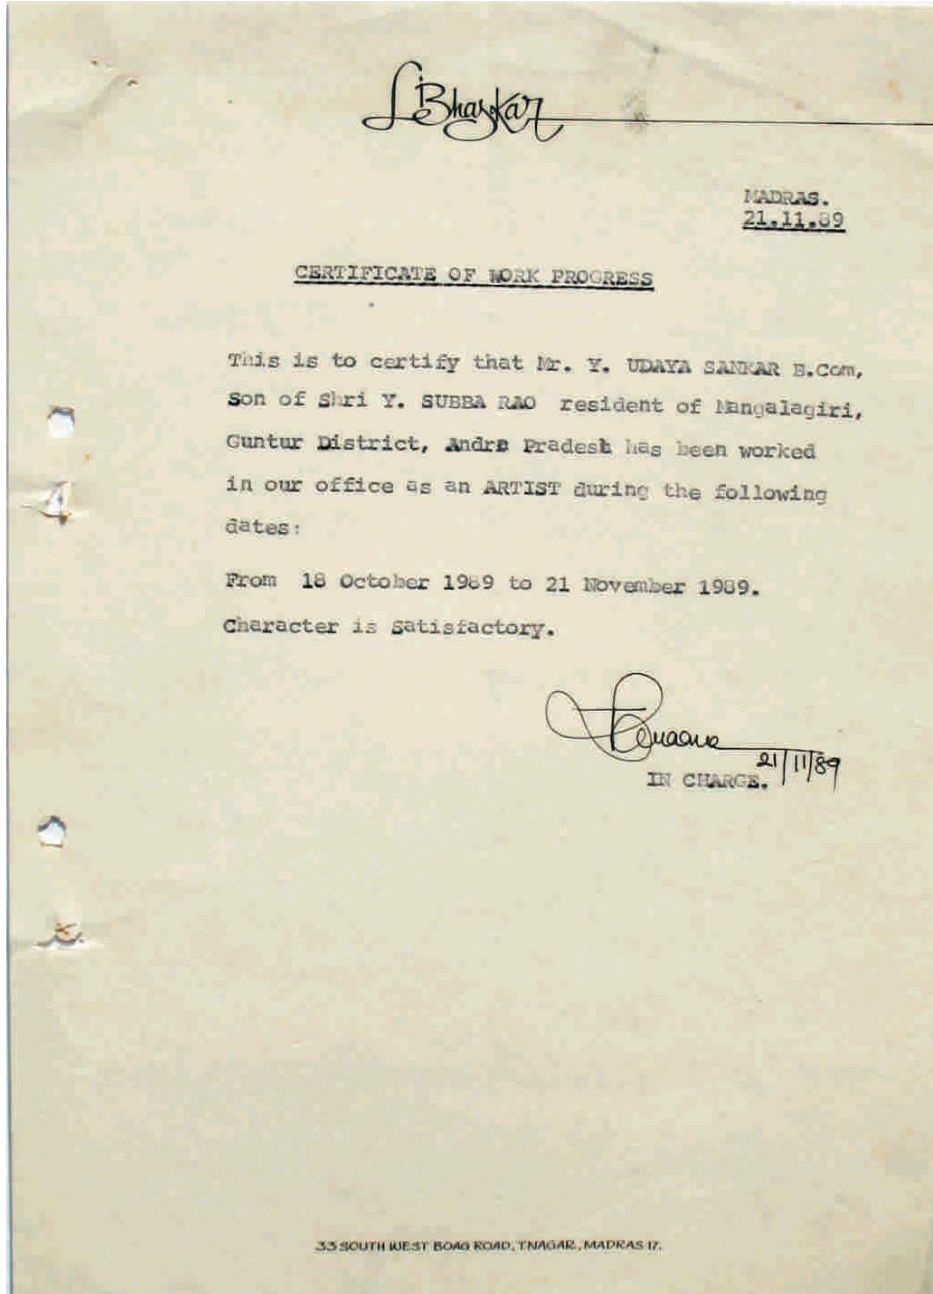 Bhaskar
MADRAS.
21.11.89
CERTIFICATE OF WORK PROGRESS
This is to certify that Mr. Y. UDAYA SANKAR B.Com,
Son of Shri Y. SUBBA RAO resident of Mangalagiri,
Guntur District, Andra Pradesh has been worked
in our office as an ARTIST during the following
dates:
From 18 October 1989 to 21 November 1989.
Character is Satisfactory.
21/11/89
IN CHARGE.
33 SOUTH WEST BOAG ROAD, T.NAGAR, MADRAS 17.